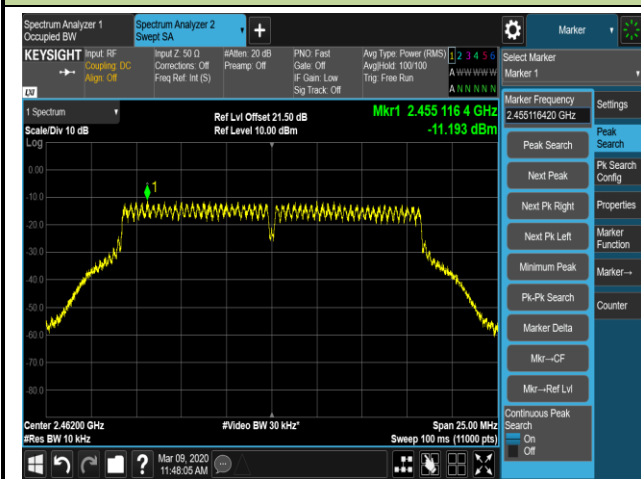 Spectrum Analyzer 1
Occupied BW
Spectrum Analyzer 2
Swept SA
+
Marker
KEYSIGHT
Input: RF
Coupling: DC
Align: Off
Input Z: 50 Ω
Corrections: Off
Freq Ref: Int (S)
#Atten: 20 dB
Preamp: Off
PNO: Fast
Gate: Off
IF Gain: Low
Sig Track: Off
Avg Type: Power (RMS)
Avg|Hold: 100/100
Trig: Free Run
1 2 3 4 5 6
A W W W W W
A N N N N N
Select Marker
Marker 1
1 Spectrum
Scale/Div 10 dB
Log
Ref Lvl Offset 21.50 dB
Ref Level 10.00 dBm
Mkr1 2.455 116 4 GHz
-11.193 dBm
1
0.00
-10.0
-20.0
-30.0
-40.0
-50.0
-60.0
-70.0
-80.0
Center 2.46200 GHz
#Res BW 10 kHz
#Video BW 30 kHz*
Span 25.00 MHz
Sweep 100 ms (11000 pts)
Marker Frequency
2.455116420 GHz
Peak Search
Next Peak
Next Pk Right
Next Pk Left
Minimum Peak
Pk-Pk Search
Marker Delta
Mkr→CF
Mkr→Ref Lvl
Continuous Peak
Search
On
Off
Settings
Peak
Search
Pk Search
Config
Properties
Marker
Function
Marker→
Counter
?
Mar 09, 2020
11:48:05 AM